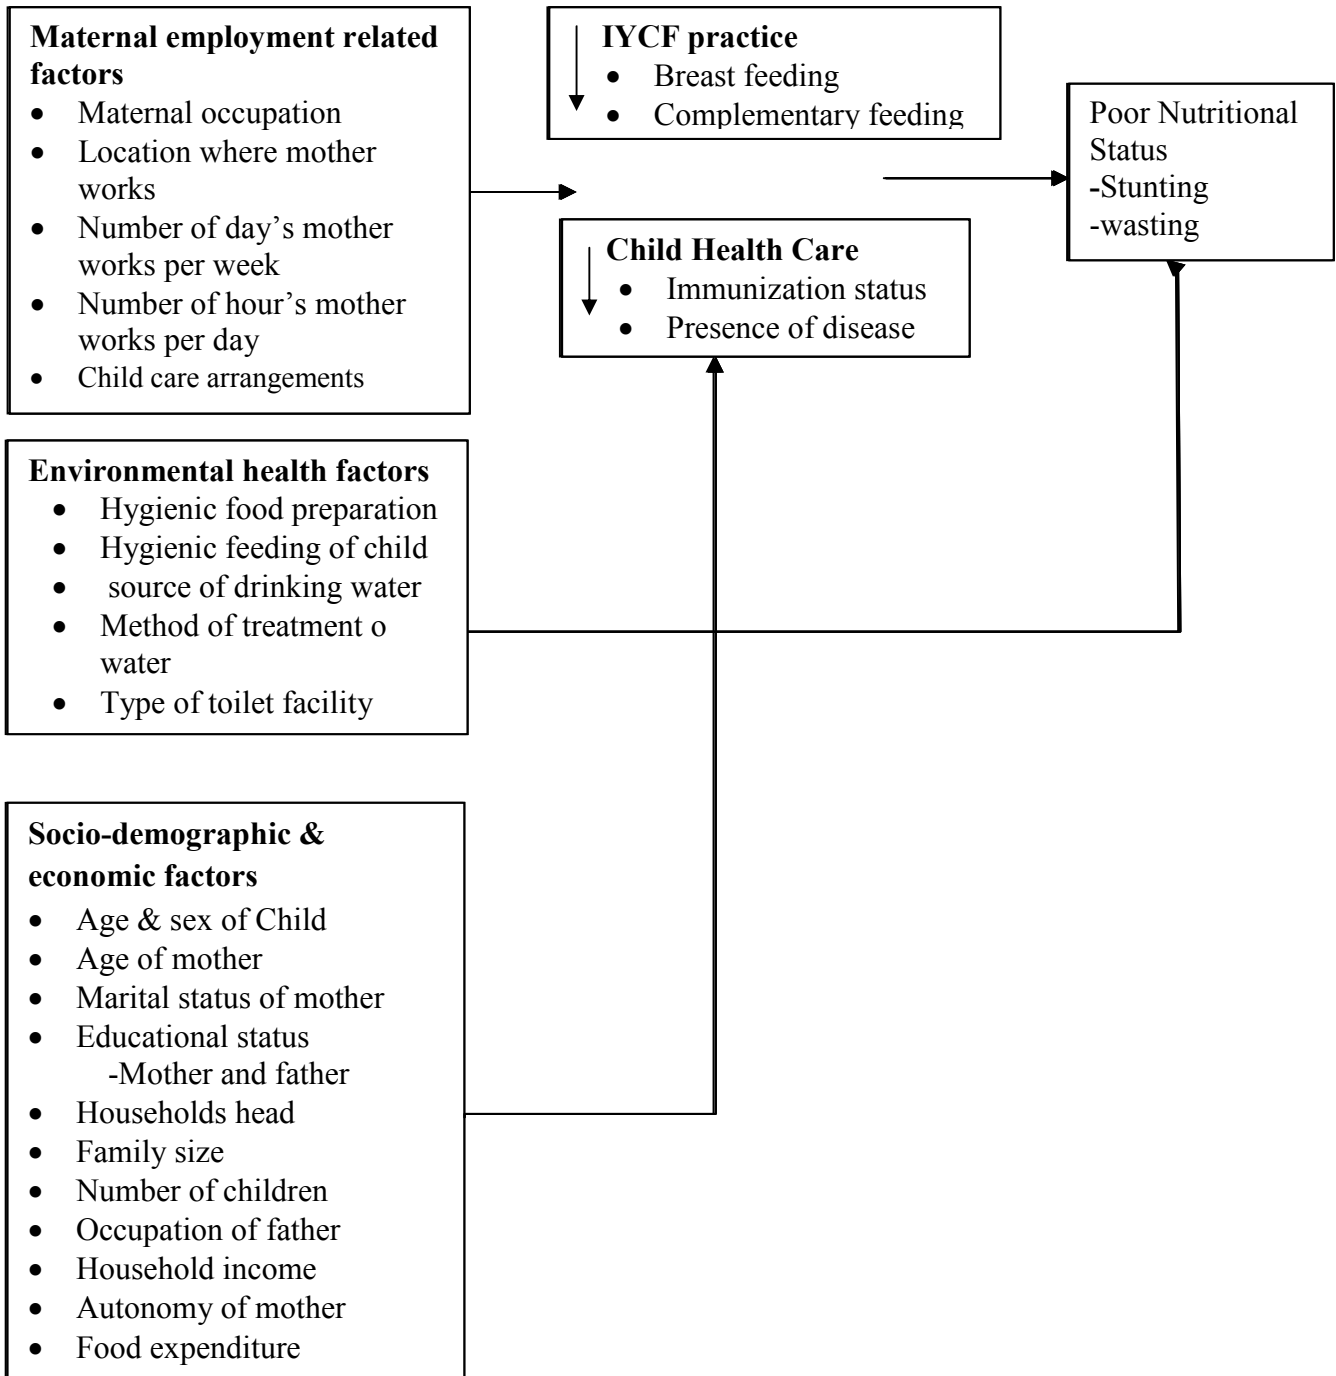 Maternal employment related
factors
• Maternal occupation
• Location where mother
works
• Number of day's mother
works per week
• Number of hour's mother
works per day
• Child care arrangements
IYCF practice
• Breast feeding
• Complementary feeding
Child Health Care
• Immunization status
• Presence of disease
Poor Nutritional
Status
-Stunting
-wasting
Environmental health factors
• Hygienic food preparation
• Hygienic feeding of child
• source of drinking water
• Method of treatment o
water
• Type of toilet facility
Socio-demographic &
economic factors
• Age & sex of Child
• Age of mother
• Marital status of mother
• Educational status
-Mother and father
• Households head
• Family size
• Number of children
• Occupation of father
• Household income
• Autonomy of mother
• Food expenditure